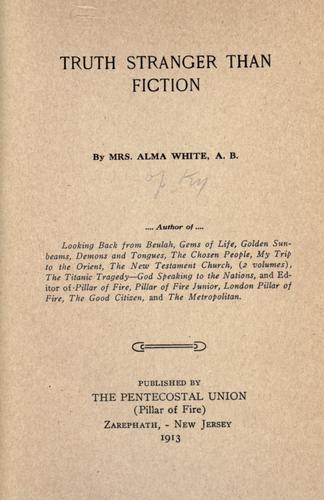 TRUTH STRANGER THAN
FICTION
By MRS. ALMA WHITE, A. B.
of Ky
.... Author of ....
Looking Back from Beulah, Gems of Life, Golden Sun-
beams, Demons and Tongues, The Chosen People, My Trip
to the Orient, The New Testament Church, (2 volumes),
The Titanic Tragedy—God Speaking to the Nations, and Ed-
itor of Pillar of Fire, Pillar of Fire Junior, London Pillar of
Fire, The Good Citizen, and The Metropolitan.
PUBLISHED BY
THE PENTECOSTAL UNION
(Pillar of Fire)
ZAREPHATH, - NEW JERSEY
1913